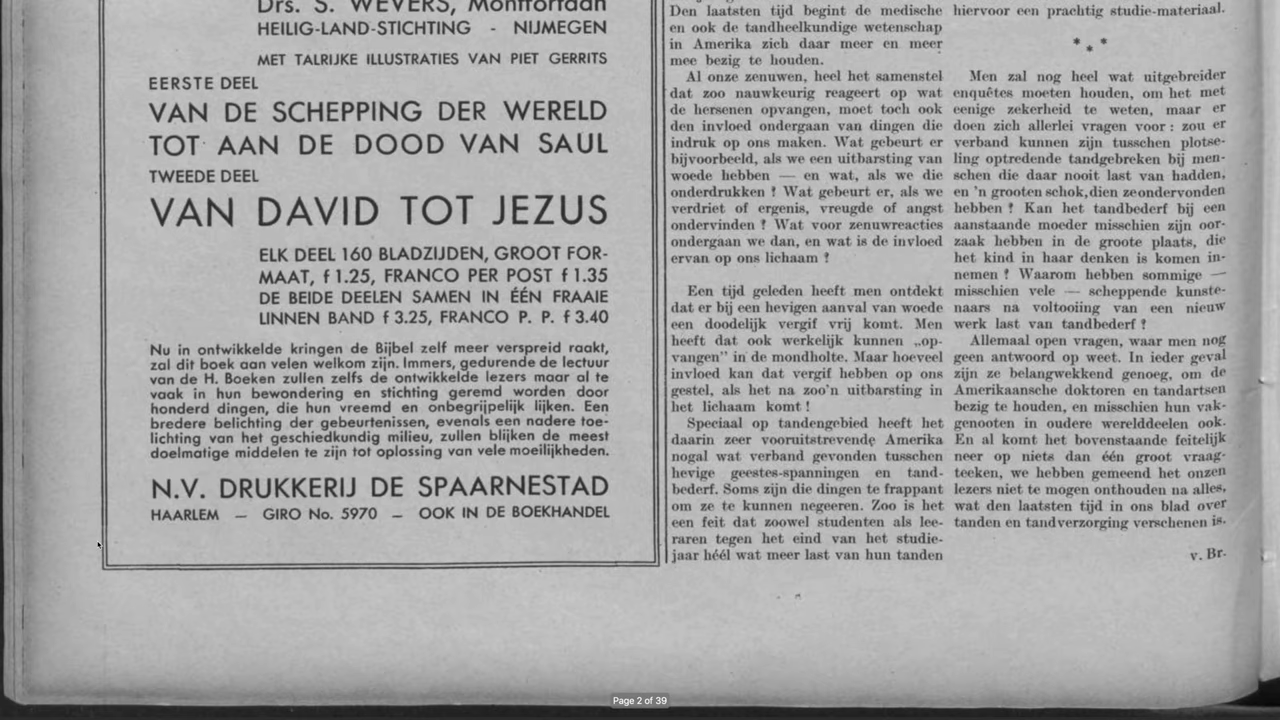 Drs. S. WEVERS, Montfortaan
HEILIG-LAND-STICHTING - NIJMEGEN
MET TALRIJKE ILLUSTRATIES VAN PIET GERRITS
EERSTE DEEL
VAN DE SCHEPPING DER WERELD
TOT AAN DE DOOD VAN SAUL
TWEEDE DEEL
VAN DAVID TOT JEZUS
ELK DEEL 160 BLADZIJDEN, GROOT FOR-
MAAT, f 1.25, FRANCO PER POST f 1.35
DE BEIDE DEELEN SAMEN IN ÉÉN FRAAIE
LINNEN BAND f 3.25, FRANCO P. P. f 3.40
Nu in ontwikkelde kringen de Bijbel zelf meer verspreid raakt,
zal dit boek aan velen welkom zijn. Immers, gedurende de lectuur
van de H. Boeken zullen zelfs de ontwikkelde lezers maar al te
vaak in hun bewondering en stichting geremd worden door
honderd dingen, die hun vreemd en onbegrijpelijk lijken. Een
bredere belichting der gebeurtenissen, evenals een nadere toe-
lichting van het geschiedkundig milieu, zullen blijken de meest
doelmatige middelen te zijn tot oplossing van vele moeilijkheden.
N.V. DRUKKERIJ DE SPAARNESTAD
HAARLEM — GIRO No. 5970 — OOK IN DE BOEKHANDEL
Den laatsten tijd begint de medische
en ook de tandheelkundige wetenschap
in Amerika zich daar meer en meer
mee bezig te houden.
Al onze zenuwen, heel het samenstel
dat zoo nauwkeurig reageert op wat
de hersenen opvangen, moet toch ook
den invloed ondergaan van dingen die
indruk op ons maken. Wat gebeurt er
bijvoorbeeld, als we een uitbarsting van
woede hebben — en wat, als we die
onderdrukken ? Wat gebeurt er, als we
verdriet of ergenis, vreugde of angst
ondervinden ? Wat voor zenuwreacties
ondergaan we dan, en wat is de invloed
ervan op ons lichaam ?
Een tijd geleden heeft men ontdekt
dat er bij een hevigen aanval van woede
een doodelijk vergif vrij komt. Men
heeft dat ook werkelijk kunnen „op-
vangen” in de mondholte. Maar hoeveel
invloed kan dat vergif hebben op ons
gestel, als het na zoo'n uitbarsting in
het lichaam komt !
Speciaal op tandengebied heeft het
daarin zeer vooruitstrevende Amerika
nogal wat verband gevonden tusschen
hevige geestes-spanningen en tand-
bederf. Soms zijn die dingen te frappant
om ze te kunnen negeeren. Zoo is het
een feit dat zoowel studenten als lee-
raren tegen het eind van het studie-
jaar héél wat meer last van hun tanden
hiervoor een prachtig studie-materiaal.
* * *
Men zal nog heel wat uitgebreider
enquêtes moeten houden, om het met
eenige zekerheid te weten, maar er
doen zich allerlei vragen voor : zou er
verband kunnen zijn tusschen plotse-
ling optredende tandgebreken bij men-
schen die daar nooit last van hadden,
en 'n grooten schok, dien ze ondervonden
hebben ? Kan het tandbederf bij een
aanstaande moeder misschien zijn oor-
zaak hebben in de groote plaats, die
het kind in haar denken is komen in-
nemen ? Waarom hebben sommige —
misschien vele — scheppende kunste-
naars na voltooiing van een nieuw
werk last van tandbederf ?
Allemaal open vragen, waar men nog
geen antwoord op weet. In ieder geval
zijn ze belangwekkend genoeg, om de
Amerikaansche doktoren en tandartsen
bezig te houden, en misschien hun vak-
genooten in oudere werelddeelen ook.
En al komt het bovenstaande feitelijk
neer op niets dan één groot vraag-
teeken, we hebben gemeend het onzen
lezers niet te mogen onthouden na alles,
wat den laatsten tijd in ons blad over
tanden en tandverzorging verschenen is.
v. Br.
Page 2 of 39